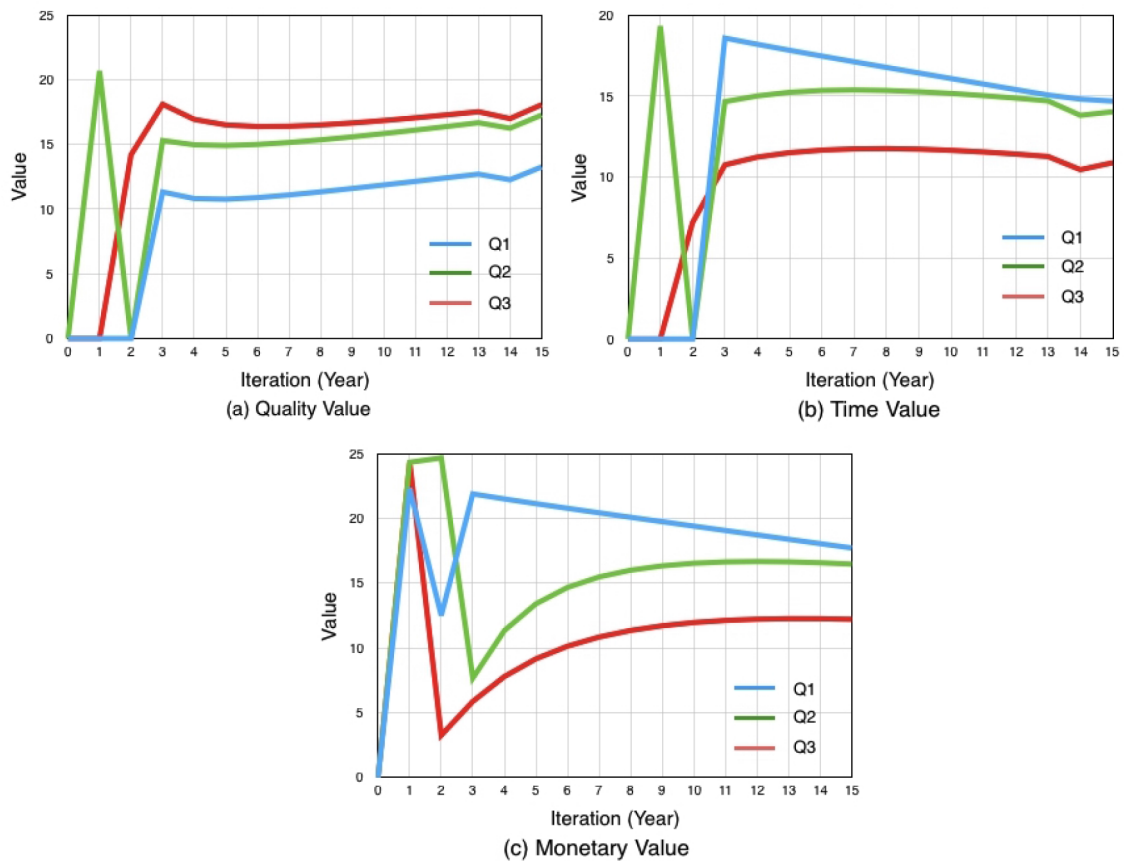 25
20
15
10
5
0
Value
Q1
Q2
Q3
0 1 2 3 4 5 6 7 8 9 10 11 12 13 14 15
Iteration (Year)
(a) Quality Value
20
15
10
5
0
Value
Q1
Q2
Q3
0 1 2 3 4 5 6 7 8 9 10 11 12 13 14 15
Iteration (Year)
(b) Time Value
25
20
15
10
5
0
Value
Q1
Q2
Q3
0 1 2 3 4 5 6 7 8 9 10 11 12 13 14 15
Iteration (Year)
(c) Monetary Value